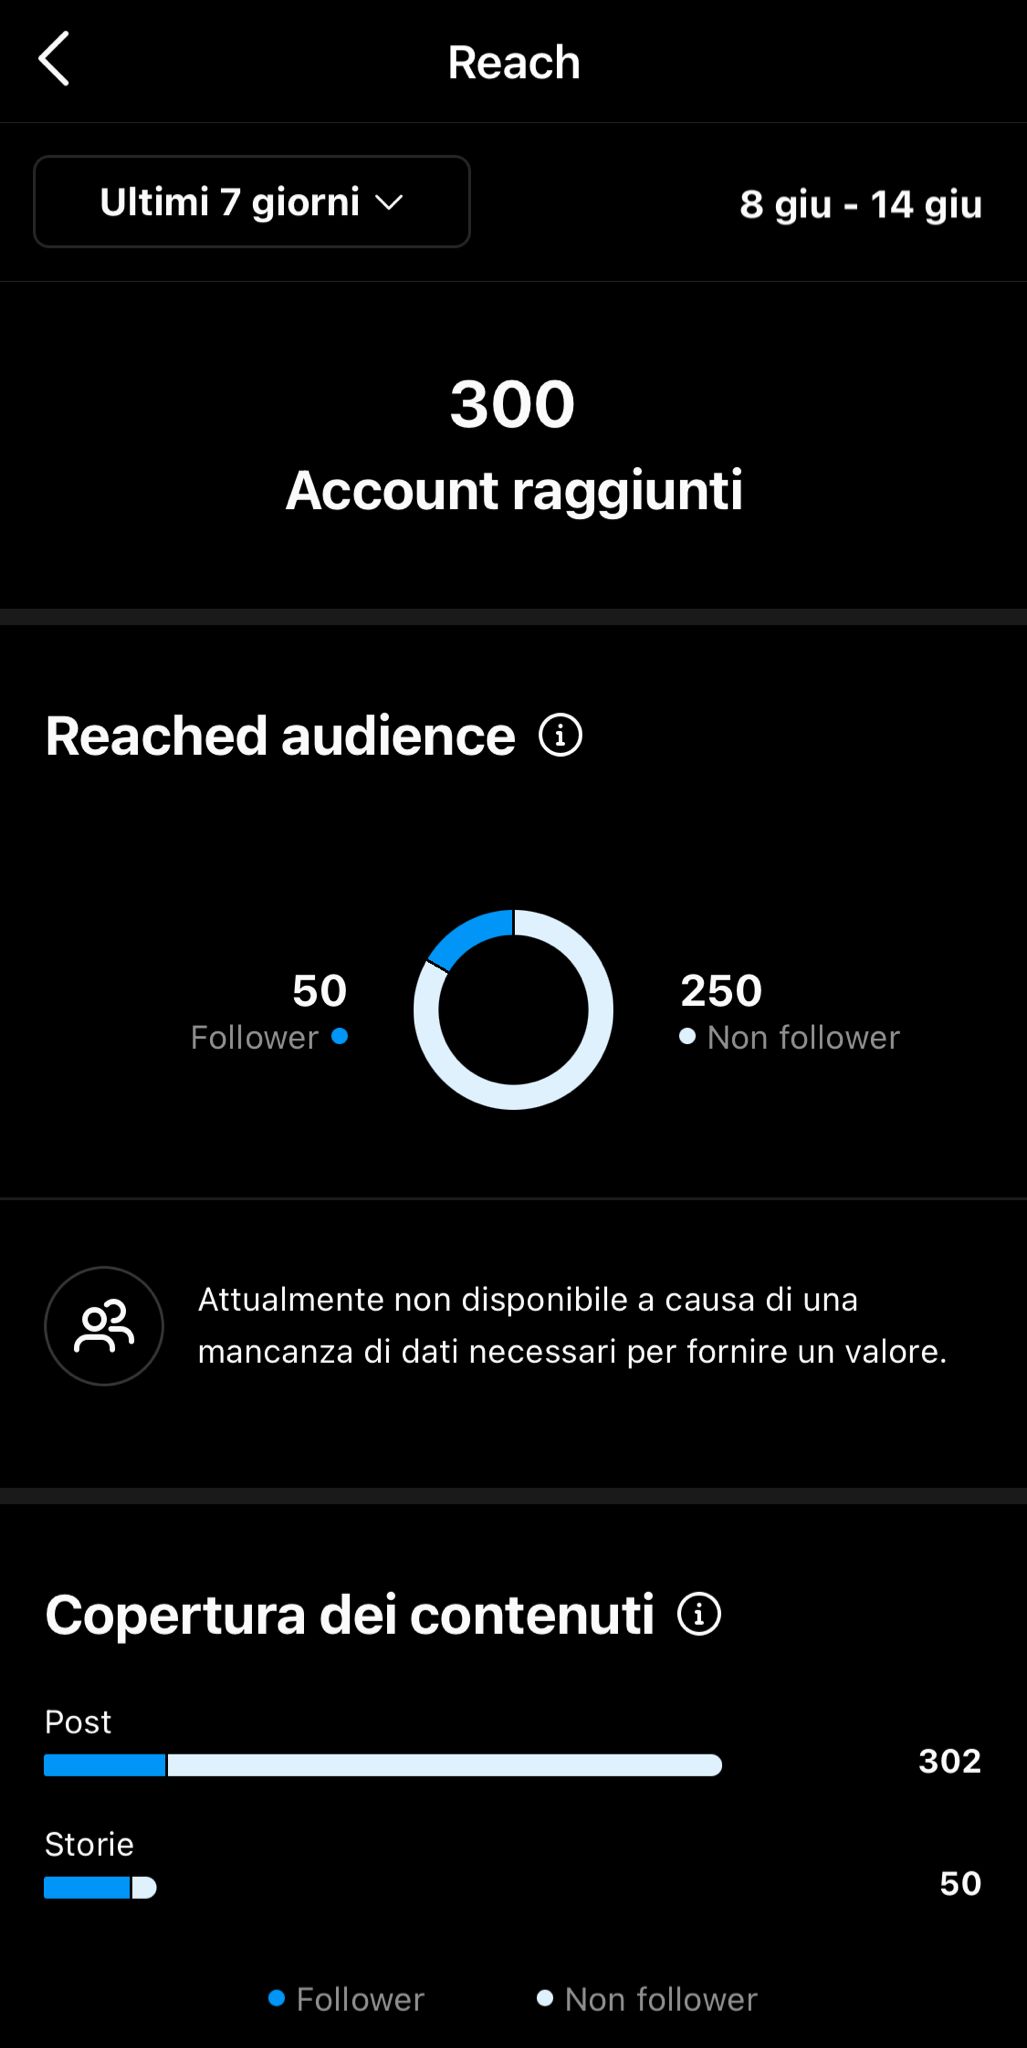 Reach
Ultimi 7 giorni
8 giu - 14 giu
300
Account raggiunti
Reached audience
50
Follower
250
Non follower
Attualmente non disponibile a causa di una
mancanza di dati necessari per fornire un valore.
Copertura dei contenuti
Post
302
Storie
50
Follower
Non follower